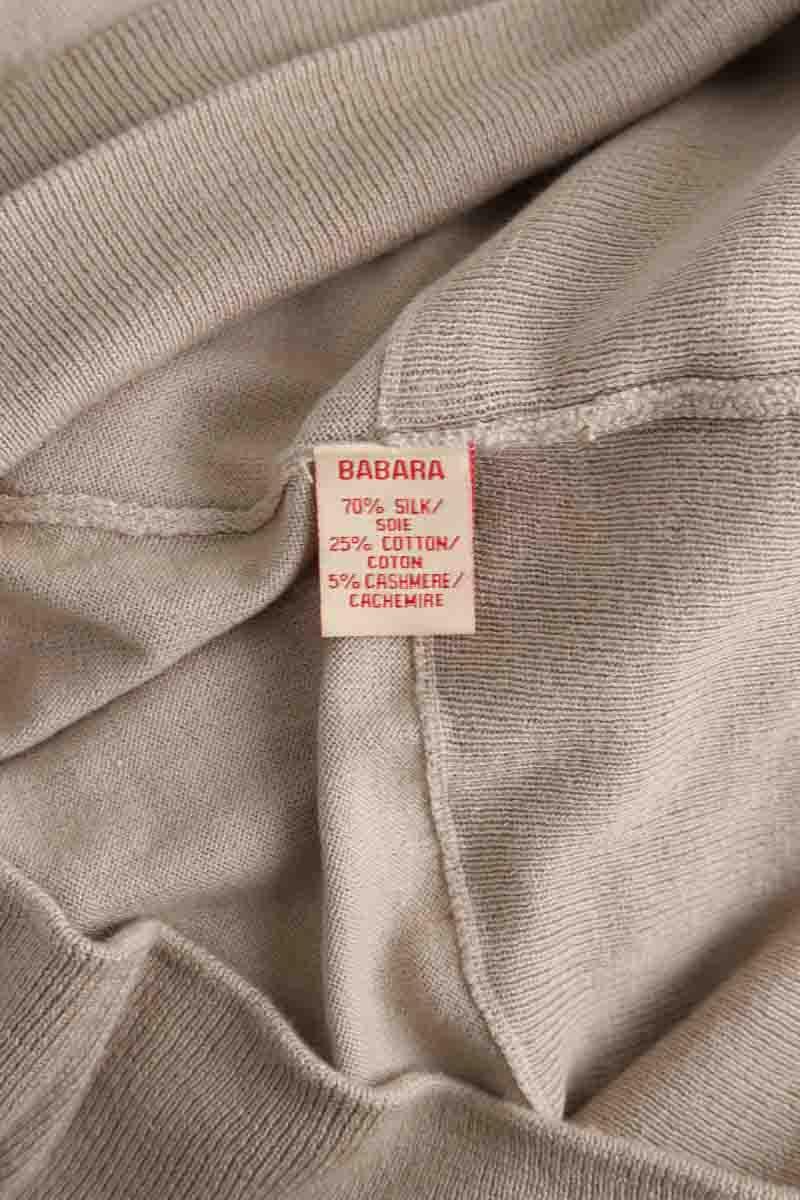 BABARA
70% SILK/
SOIE
25% COTTON/
COTON
5% CASHMERE/
CACHEMIRE